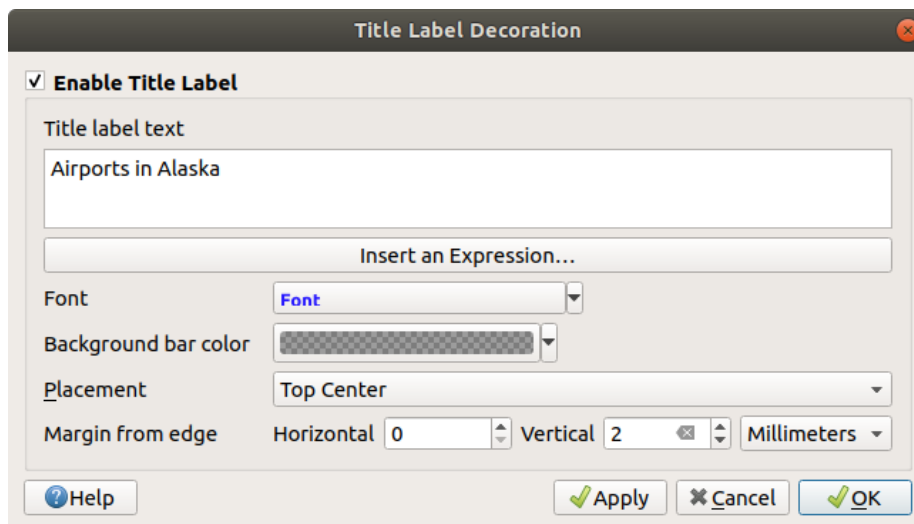 Title Label Decoration
Enable Title Label
Title label text
Airports in Alaska
Insert an Expression…
Font Font
Background bar color
Placement Top Center
Margin from edge Horizontal 0 Vertical 2 Millimeters
Help Apply Cancel OK